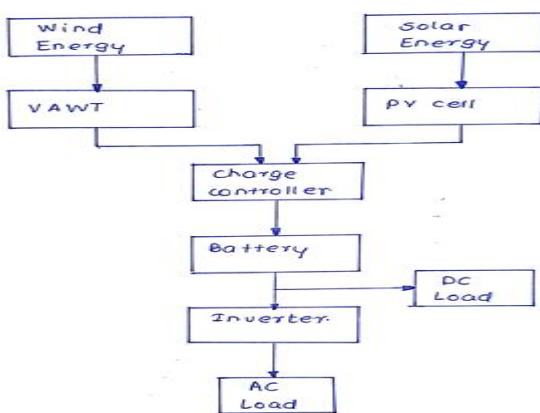 Wind
Energy
Solar
Energy
VAWT
PV cell
Charge
controller
Battery
DC
Load
Inverter.
AC
Load